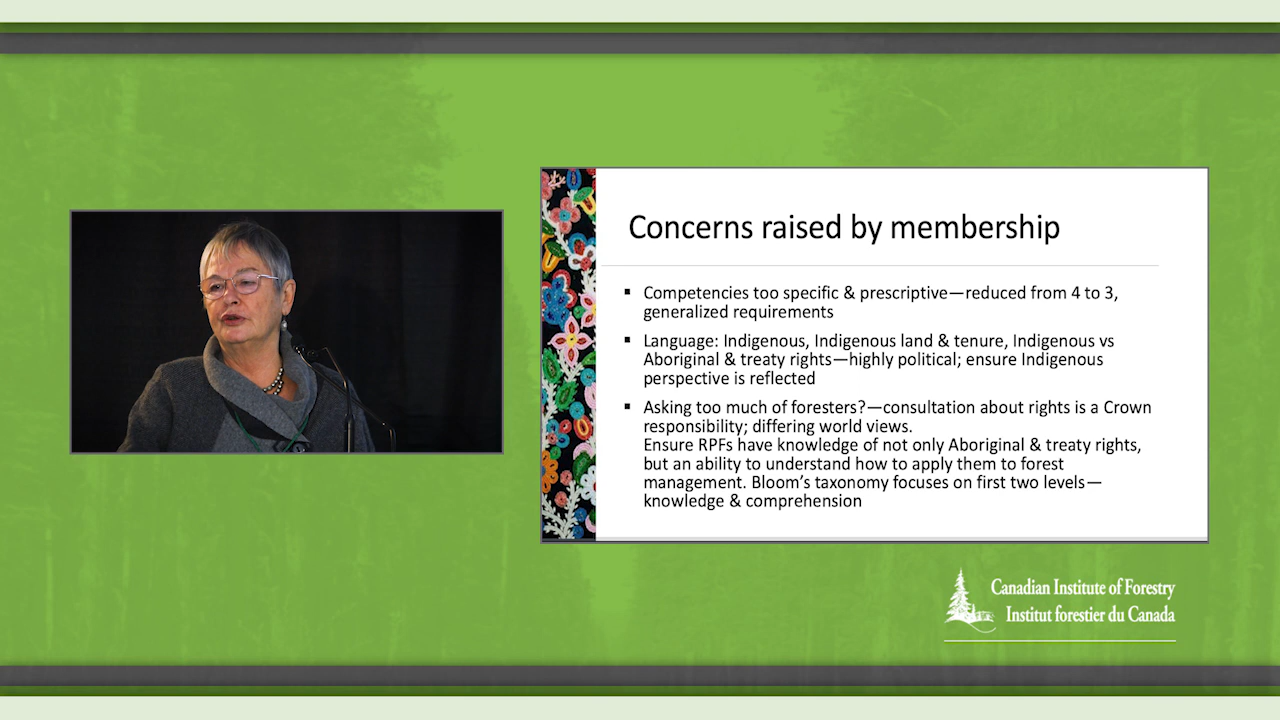 Concerns raised by membership
▪ Competencies too specific & prescriptive—reduced from 4 to 3,
generalized requirements
▪ Language: Indigenous, Indigenous land & tenure, Indigenous vs
Aboriginal & treaty rights—highly political; ensure Indigenous
perspective is reflected
▪ Asking too much of foresters?—consultation about rights is a Crown
responsibility; differing world views.
Ensure RPFs have knowledge of not only Aboriginal & treaty rights,
but an ability to understand how to apply them to forest
management. Bloom’s taxonomy focuses on first two levels—
knowledge & comprehension
Canadian Institute of Forestry
Institut forestier du Canada